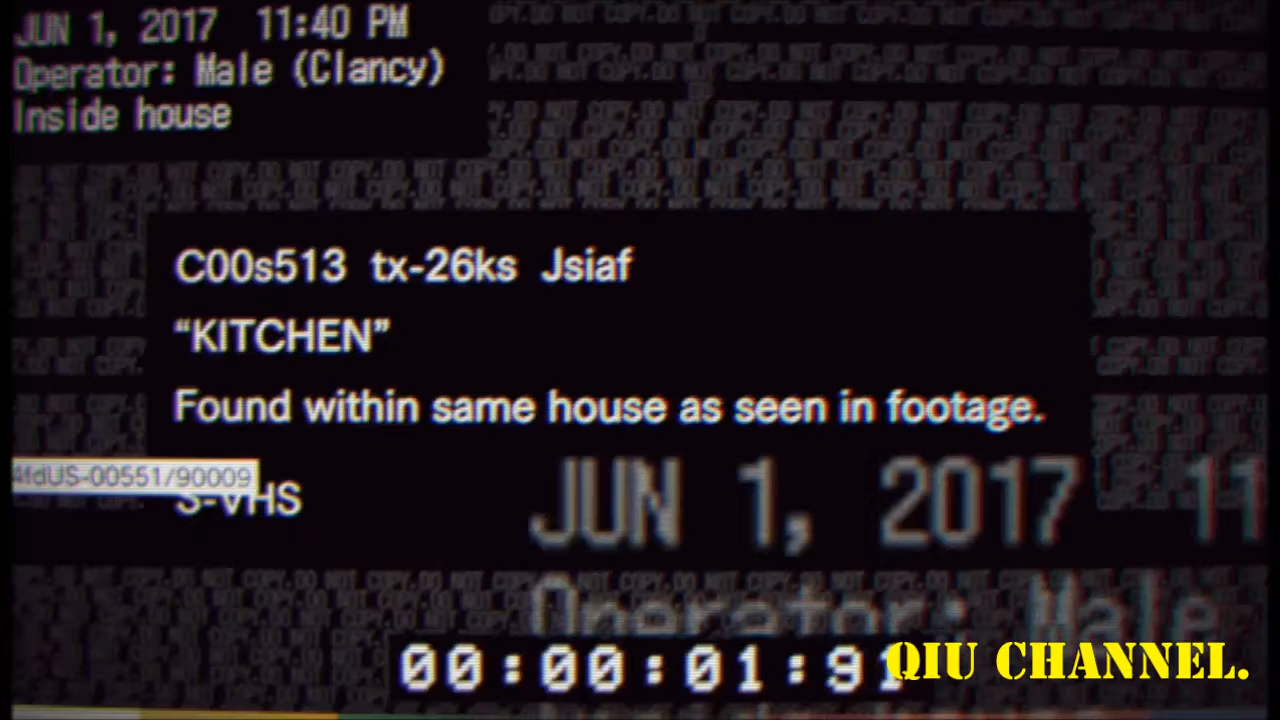 JUN 1, 2017 11:40 PM
Operator: Male (Clancy)
Inside house
C00s513 tx-26ks Jsiaf
“KITCHEN”
Found within same house as seen in footage.
4fdUS-00551/90009
S-VHS
JUN 1, 2017 11
Operator: Male
00:00:01:91
QIU CHANNEL.